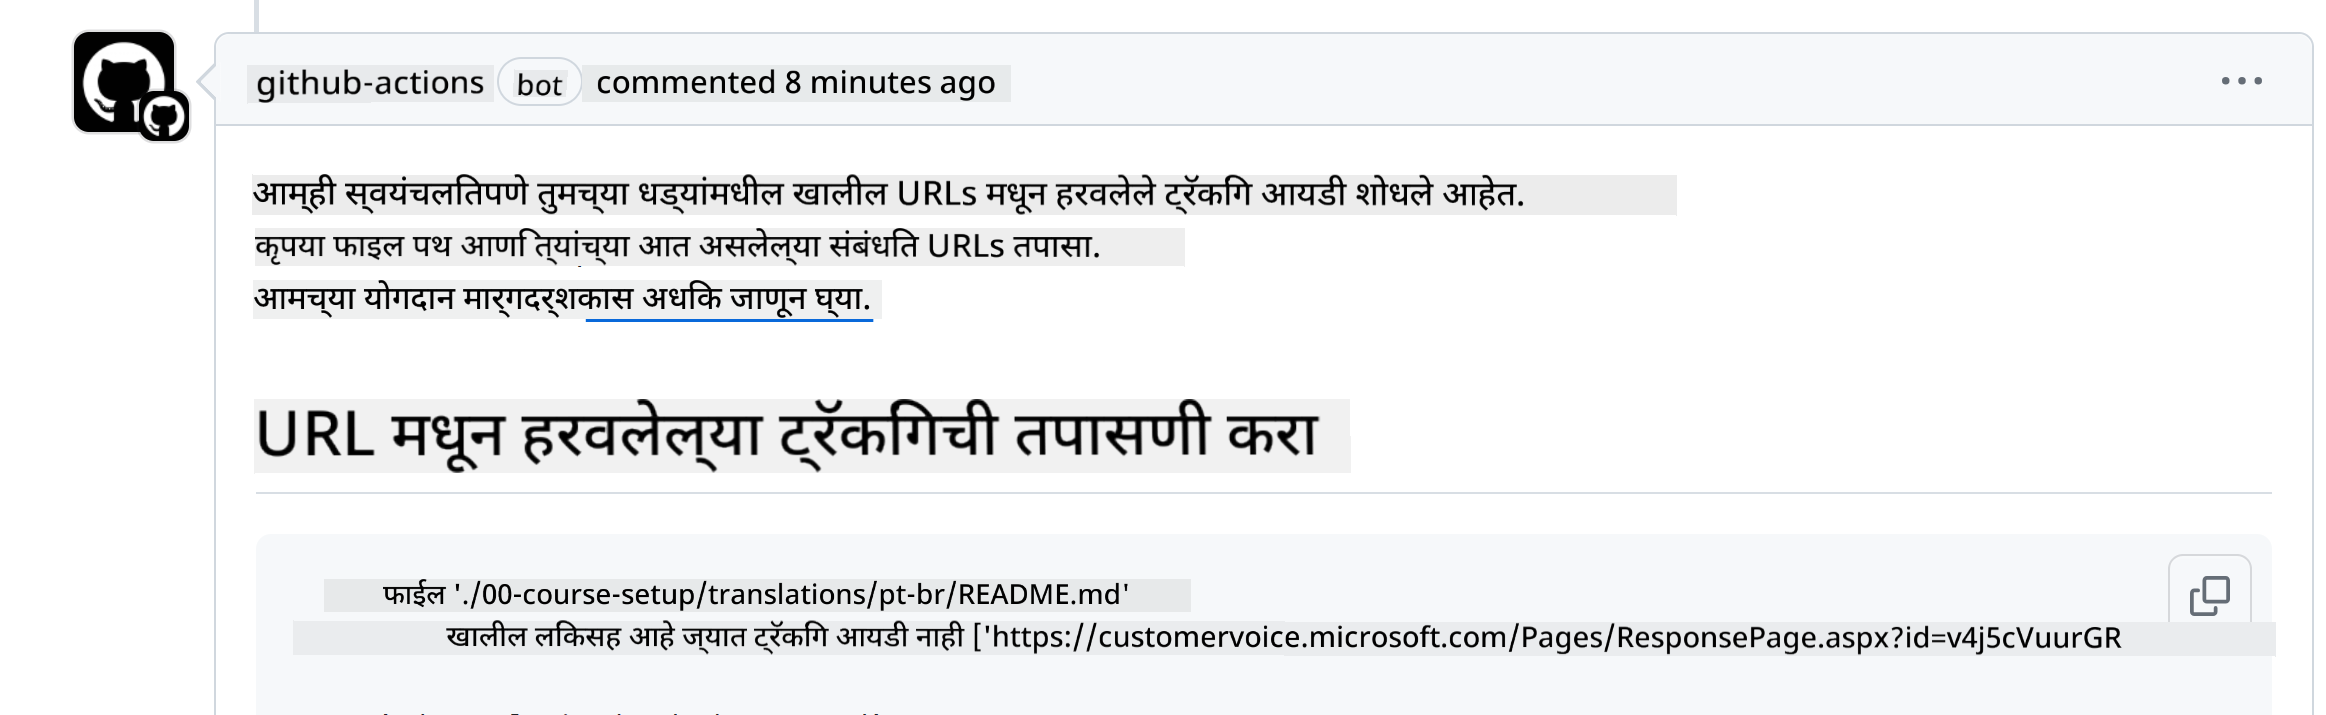 github-actions bot commented 8 minutes ago
आम्ही स्वयंचलितपणे तुमच्या धड्यांमधील खालील URLs मधून हरवलेले ट्रॅकिंग आयडी शोधले आहेत.
कृपया फाइल पथ आणि त्यांच्या आत असलेल्या संबंधित URLs तपासा.
आमच्या योगदान मार्गदर्शकास अधिक जाणून घ्या.
URL मधून हरवलेल्या ट्रॅकिंगची तपासणी करा
फाईल './00-course-setup/translations/pt-br/README.md'
खालील लिंकसह आहे ज्यात ट्रॅकिंग आयडी नाही ['https://customervoice.microsoft.com/Pages/ResponsePage.aspx?id=v4j5cVuurGR